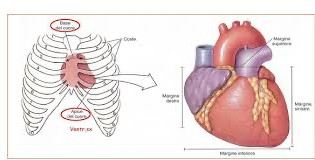 Base
del cuore
Coste
Apice
del cuore
Ventr.sx
Margine
superiore
Margine
destro
Margine
sinistro
Margine inferiore